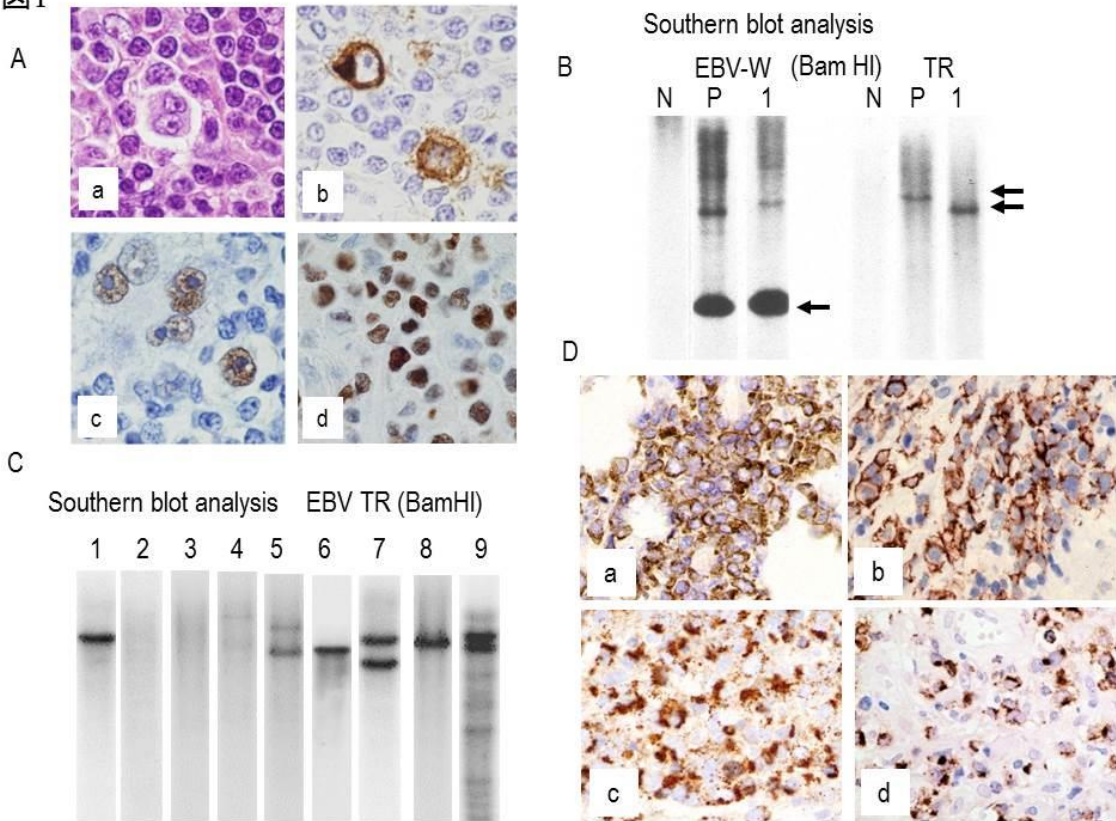 図1
A
a
b
c
d
Southern blot analysis
B
EBV-W (Bam HI) TR
N P 1 N P 1
C
Southern blot analysis EBV TR (BamHI)
1 2 3 4 5 6 7 8 9
D
a
b
c
d